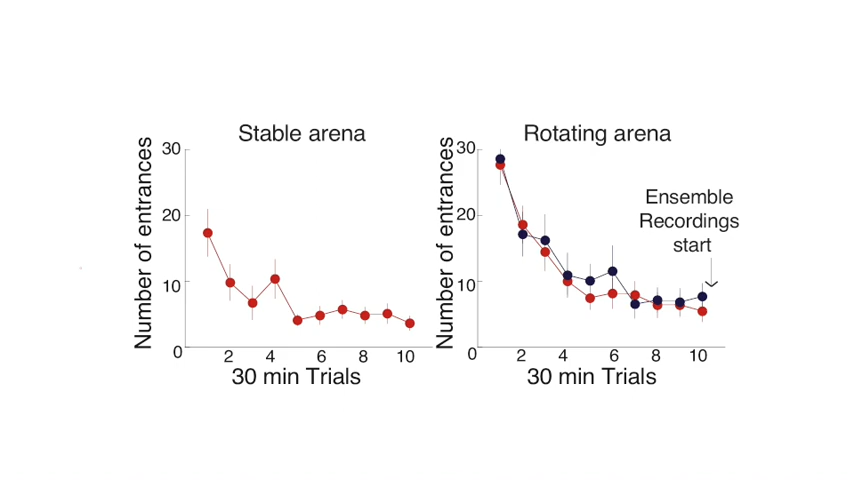 Stable arena
Number of entrances
30
20
10
0
2 4 6 8 10
30 min Trials
Rotating arena
Number of entrances
30
20
10
0
2 4 6 8 10
30 min Trials
Ensemble
Recordings
start